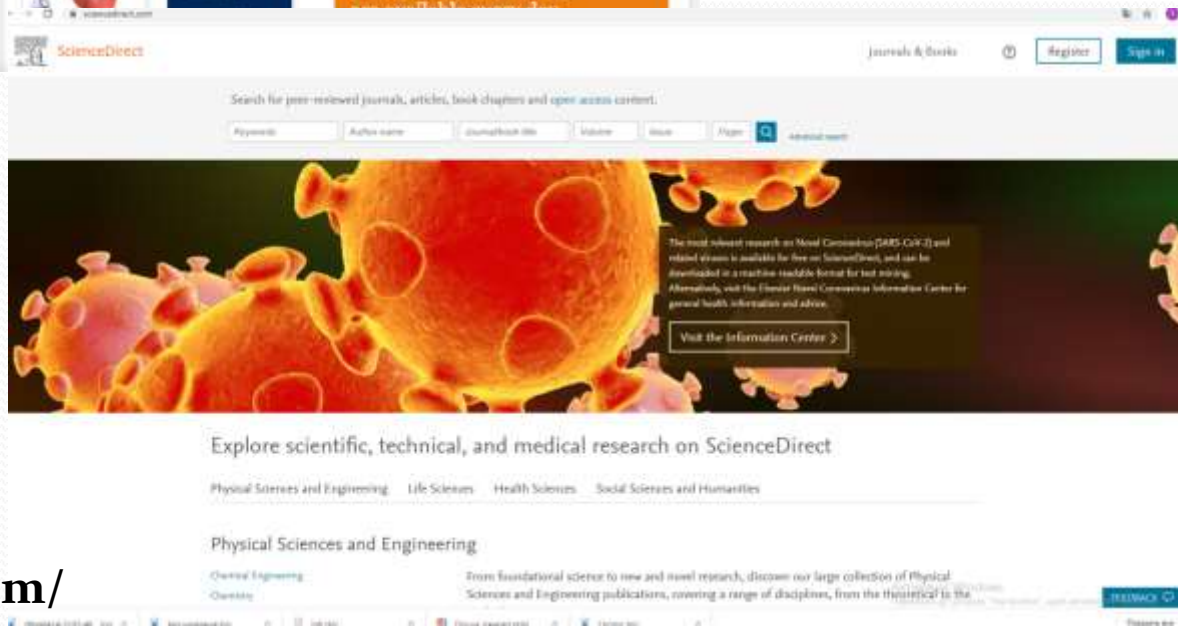 sciencedirect.com
ScienceDirect
Journals & Books
Register
Sign in
Search for peer-reviewed journals, articles, book chapters and open access content.
Keywords
Author name
Journal/book title
Volume
Issue
Pages
Advanced search
The most relevant research on Novel Coronavirus (SARS-CoV-2) and
related viruses is available for free on ScienceDirect, and can be
downloaded in a machine-readable format for text mining.
Alternatively, visit the Elsevier Novel Coronavirus Information Center for
general health information and advice.
Visit the Information Center >
Explore scientific, technical, and medical research on ScienceDirect
Physical Sciences and Engineering
Life Sciences
Health Sciences
Social Sciences and Humanities
Physical Sciences and Engineering
Chemical Engineering
Chemistry
From foundational science to new and novel research, discover our large collection of Physical
Sciences and Engineering publications, covering a range of disciplines, from the theoretical to the
FEEDBACK
m/